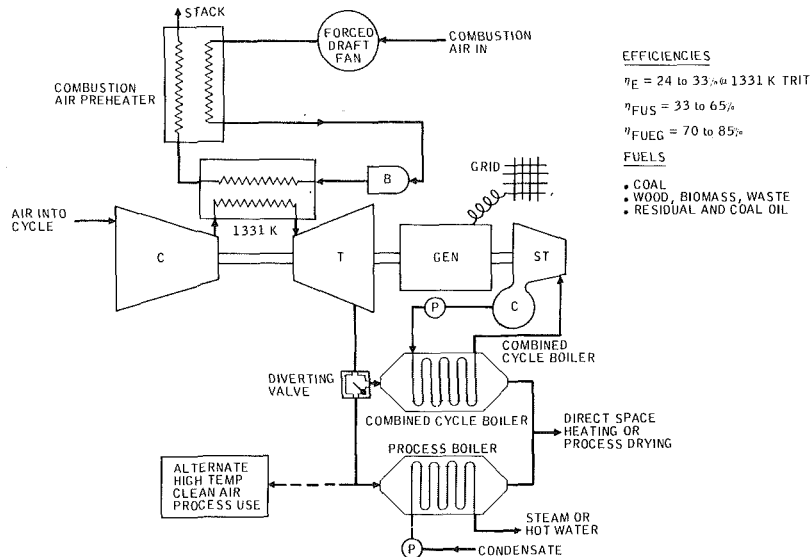 STACK
FORCED
DRAFT
FAN
COMBUSTION
AIR IN
COMBUSTION
AIR PREHEATER
EFFICIENCIES
ηE = 24 to 33% @ 1331 K TRIT
ηFUS = 33 to 65%
ηFUEG = 70 to 85%
FUELS
• COAL
• WOOD, BIOMASS, WASTE
• RESIDUAL AND COAL OIL
B
GRID
AIR INTO
CYCLE
1331 K
C
T
GEN
ST
P
C
COMBINED
CYCLE BOILER
DIVERTING
VALVE
COMBINED CYCLE BOILER
DIRECT SPACE
HEATING OR
PROCESS DRYING
PROCESS BOILER
ALTERNATE
HIGH TEMP
CLEAN AIR
PROCESS USE
STEAM OR
HOT WATER
P
CONDENSATE